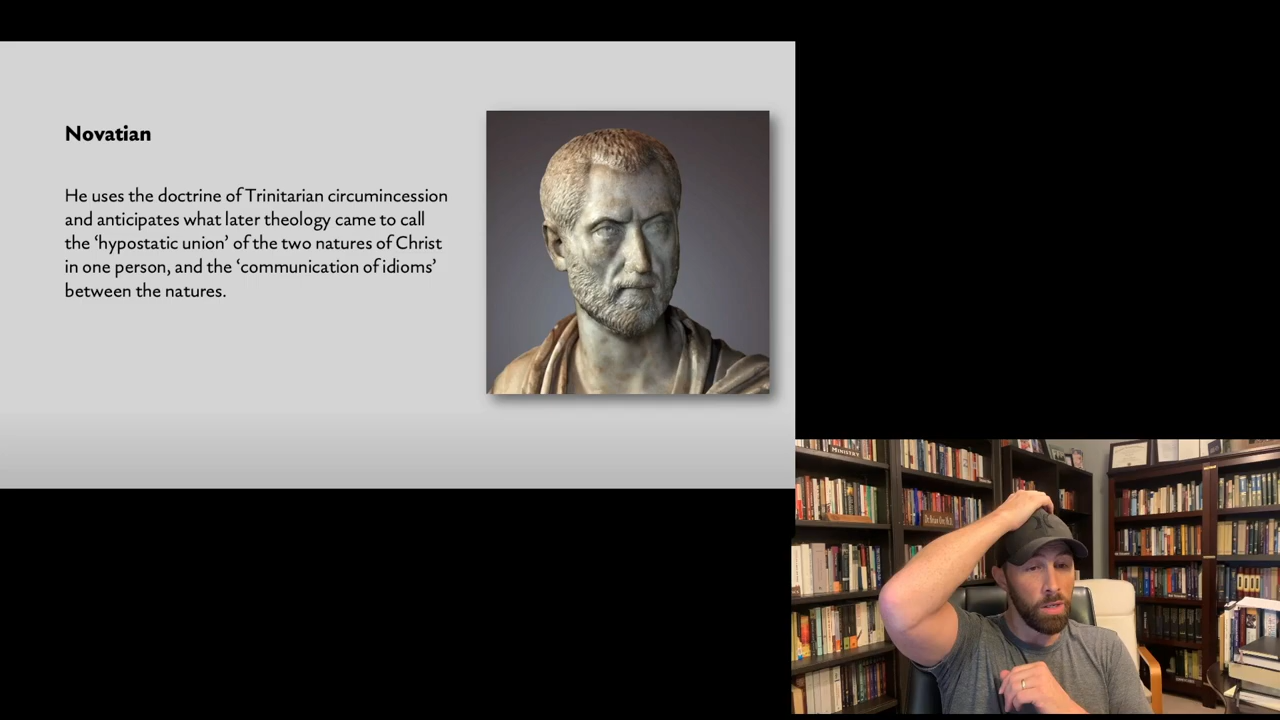 Novatian
He uses the doctrine of Trinitarian circumincession
and anticipates what later theology came to call
the ‘hypostatic union’ of the two natures of Christ
in one person, and the ‘communication of idioms’
between the natures.
MINISTRY